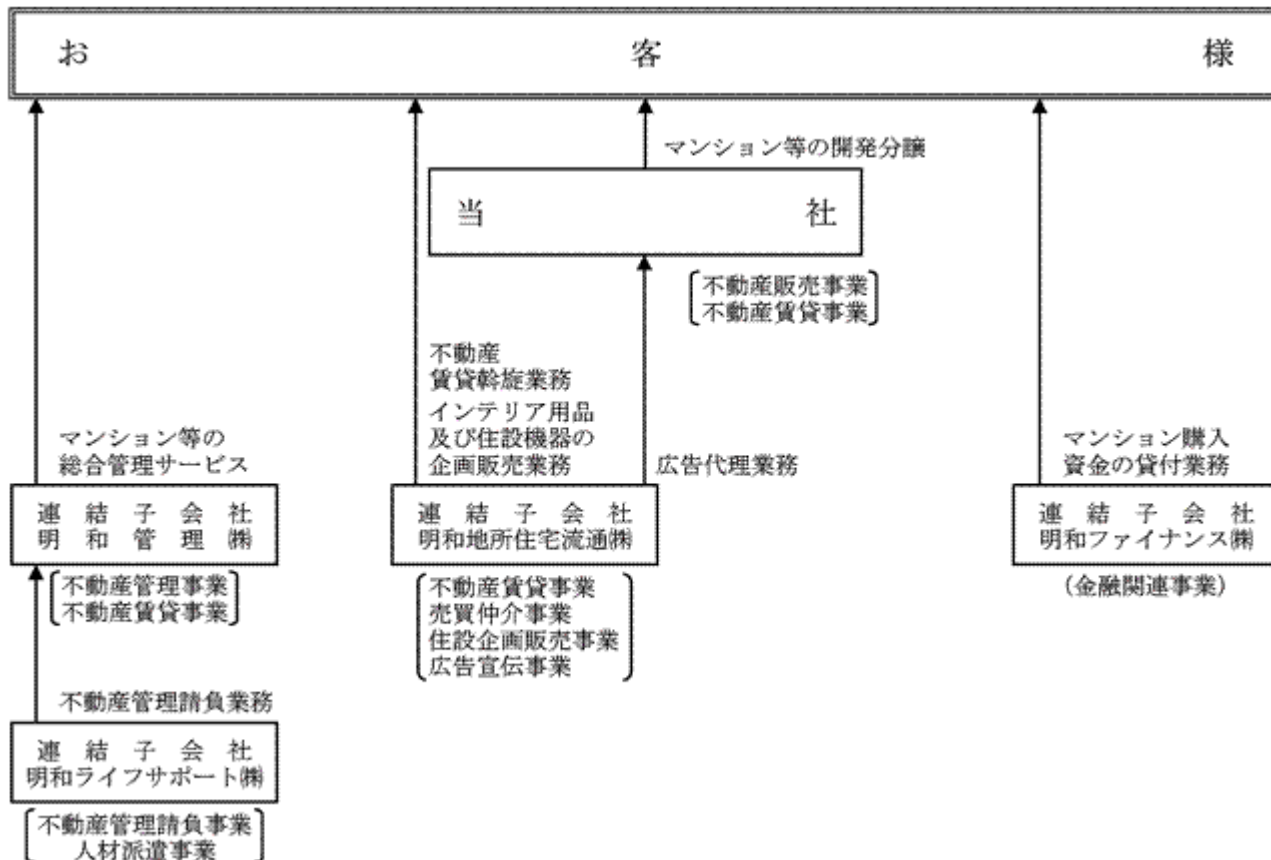 お客様
マンション等の開発分譲
当社
不動産販売事業
不動産賃貸事業
不動産
賃貸斡旋業務
インテリア用品
及び住設機器の
企画販売業務
広告代理業務
マンション等の
総合管理サービス
マンション購入
資金の貸付業務
連結子会社
明和管理㈱
(不動産管理事業
不動産賃貸事業)
連結子会社
明和地所住宅流通㈱
不動産賃貸事業
売買仲介事業
住設企画販売事業
広告宣伝事業
連結子会社
明和ファイナンス㈱
(金融関連事業)
不動産管理請負業務
連結子会社
明和ライフサポート㈱
不動産管理請負事業
人材派遣事業